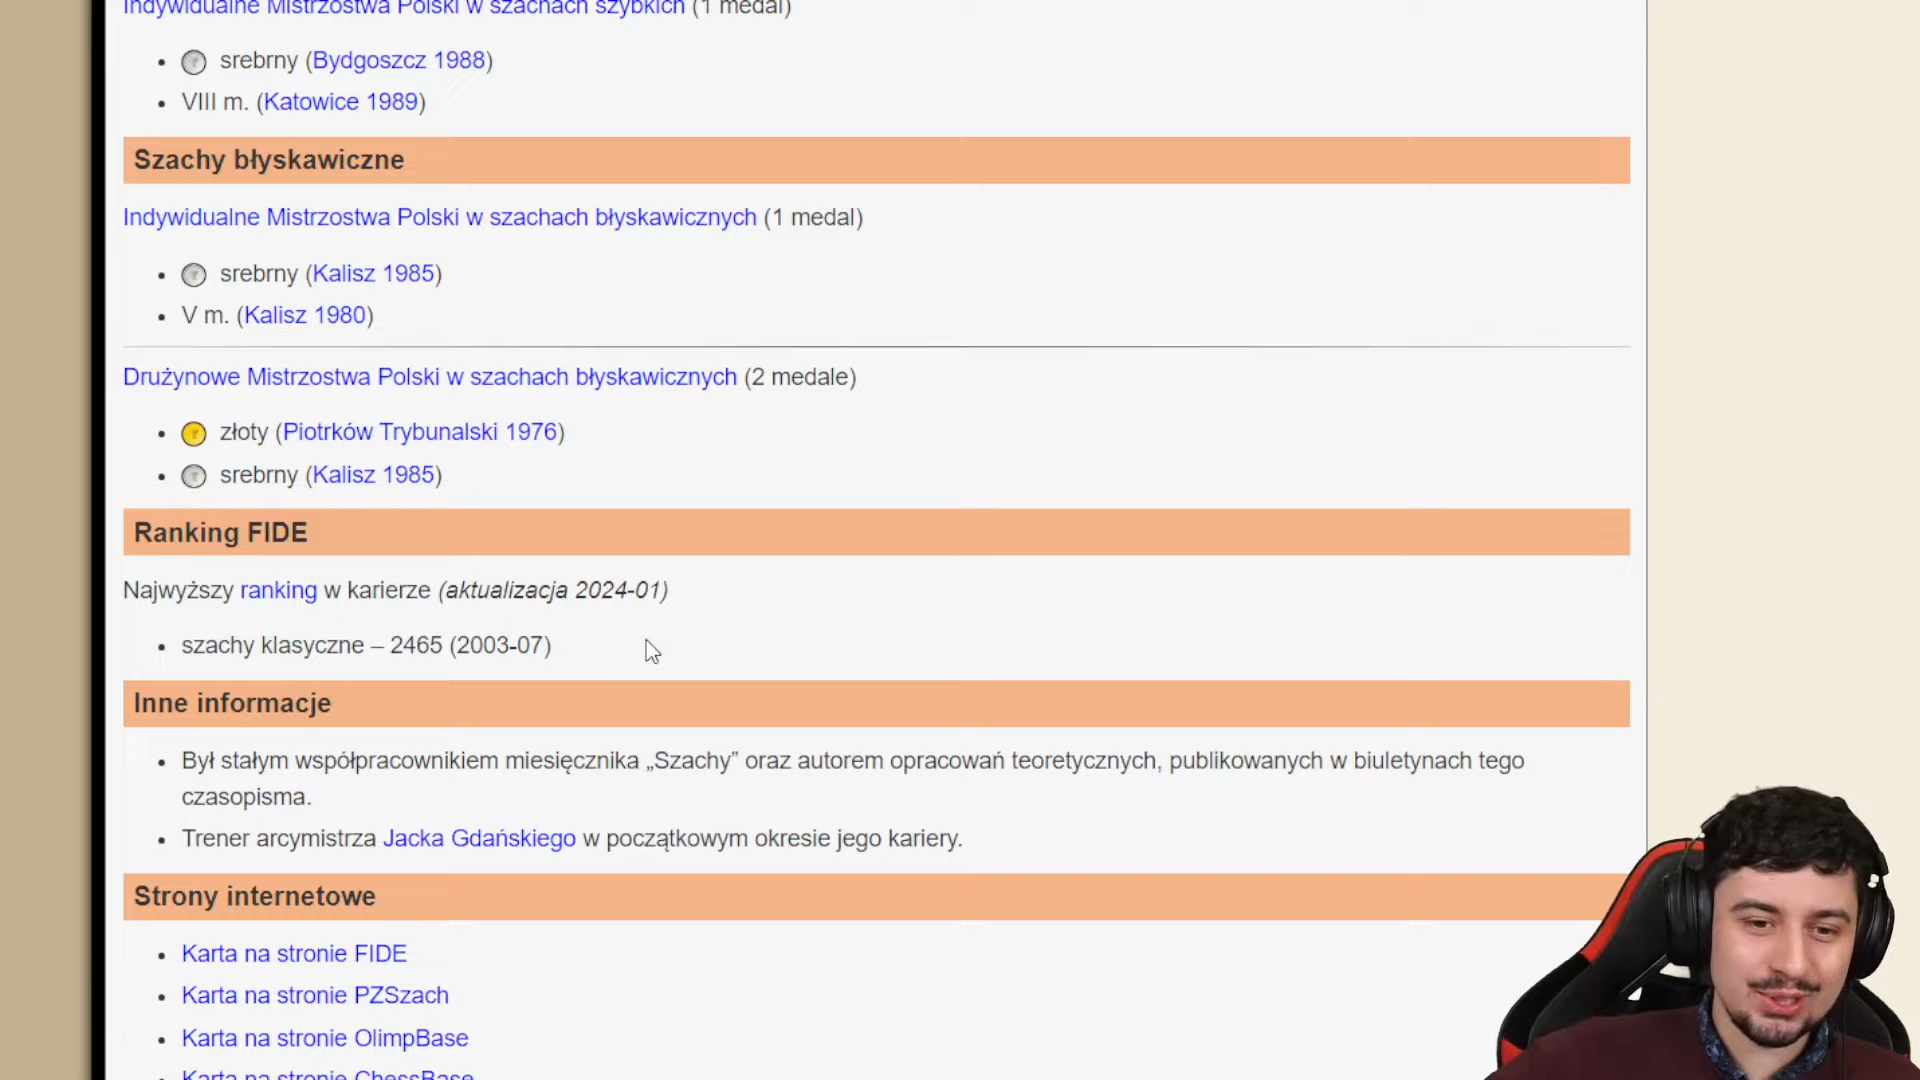 Indywidualne Mistrzostwa Polski w szachach szybkich (1 medal)
srebrny (Bydgoszcz 1988)
VIII m. (Katowice 1989)
Szachy błyskawiczne
Indywidualne Mistrzostwa Polski w szachach błyskawicznych (1 medal)
srebrny (Kalisz 1985)
V m. (Kalisz 1980)
Drużynowe Mistrzostwa Polski w szachach błyskawicznych (2 medale)
złoty (Piotrków Trybunalski 1976)
srebrny (Kalisz 1985)
Ranking FIDE
Najwyższy ranking w karierze (aktualizacja 2024-01)
szachy klasyczne – 2465 (2003-07)
Inne informacje
Był stałym współpracownikiem miesięcznika „Szachy” oraz autorem opracowań teoretycznych, publikowanych w biuletynach tego
czasopisma.
Trener arcymistrza Jacka Gdańskiego w początkowym okresie jego kariery.
Strony internetowe
Karta na stronie FIDE
Karta na stronie PZSzach
Karta na stronie OlimpBase
Karta na stronie ChessBase